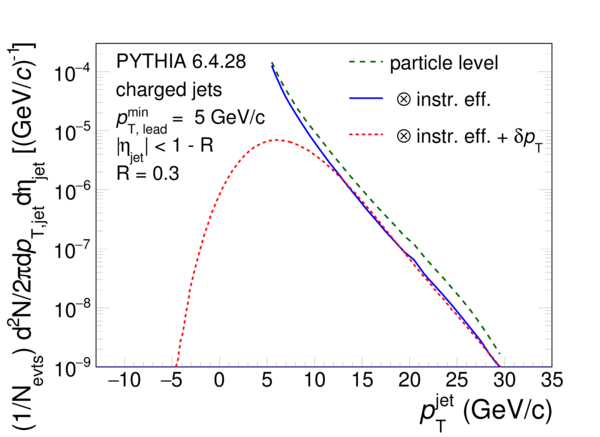 (1/N_evts) d²N/2πdp_T,jet dη_jet [(GeV/c)⁻¹]
PYTHIA 6.4.28
charged jets
p_T, lead^min = 5 GeV/c
|η_jet| < 1 - R
R = 0.3
particle level
⊗ instr. eff.
⊗ instr. eff. + δp_T
10⁻⁴
10⁻⁵
10⁻⁶
10⁻⁷
10⁻⁸
10⁻⁹
−10 −5 0 5 10 15 20 25 30 35
p_T^jet (GeV/c)